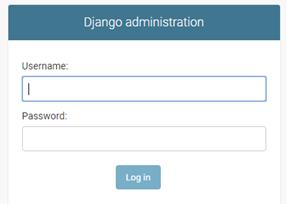 Django administration
Username:
Password:
Log in